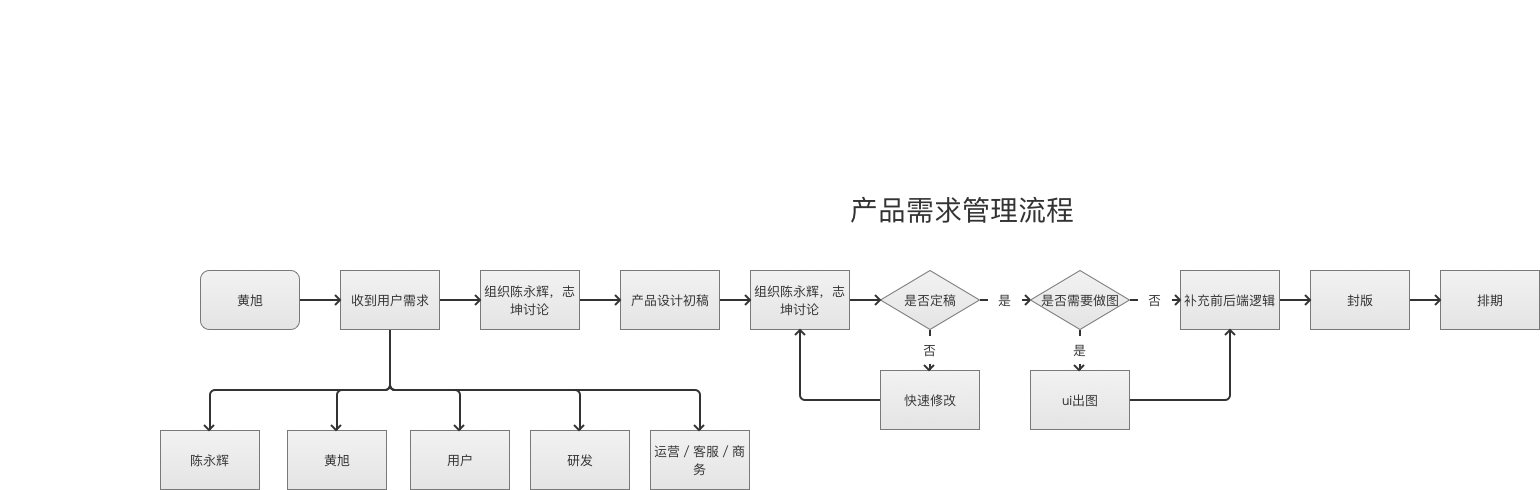 产品需求管理流程
黄旭
收到用户需求
组织陈永辉，志
坤讨论
产品设计初稿
组织陈永辉，志
坤讨论
是否定稿
是
是否需要做图
否
补充前后端逻辑
封版
排期
否
是
快速修改
ui出图
陈永辉
黄旭
用户
研发
运营 / 客服 / 商
务